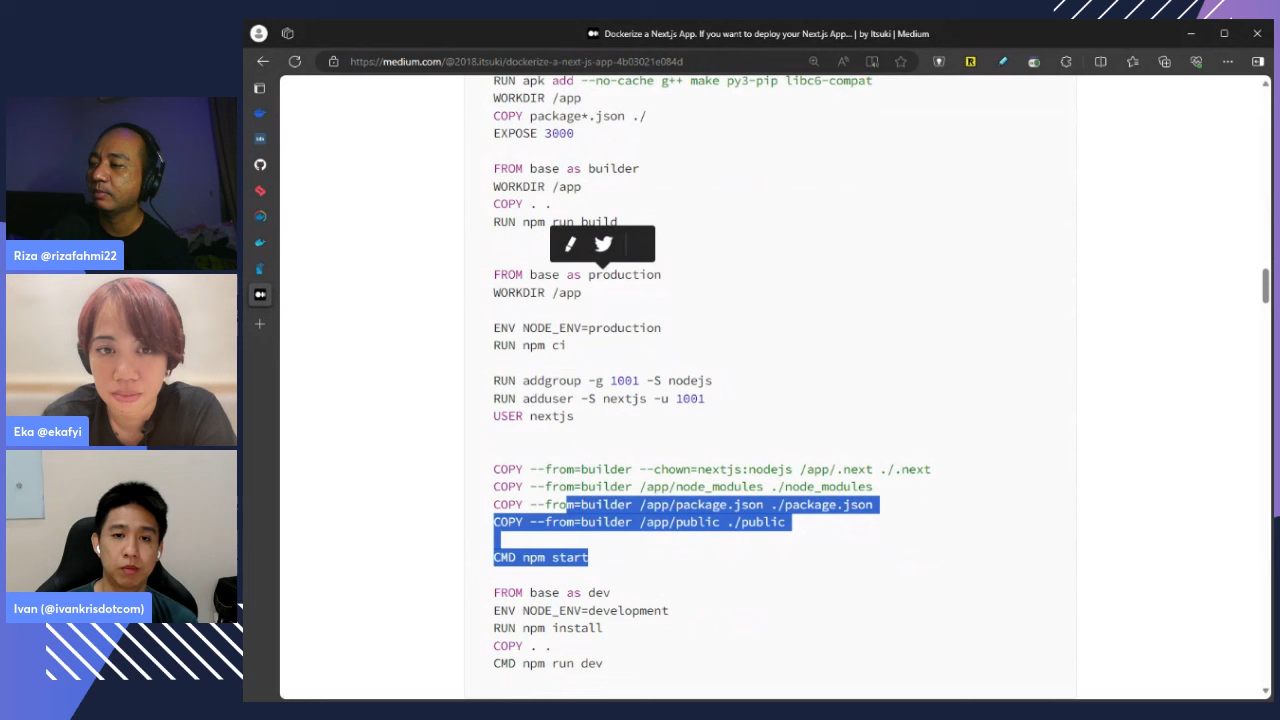 Dockerize a Next.js App. If you want to deploy your Next.js App... | by Itsuki | Medium
https://medium.com/@2018.itsuki/dockerize-a-next-js-app-4b03021e084d
RUN apk add --no-cache g++ make py3-pip libc6-compat
WORKDIR /app
COPY package*.json ./
EXPOSE 3000
FROM base as builder
WORKDIR /app
COPY . .
RUN npm run build
FROM base as production
WORKDIR /app
ENV NODE_ENV=production
RUN npm ci
RUN addgroup -g 1001 -S nodejs
RUN adduser -S nextjs -u 1001
USER nextjs
COPY --from=builder --chown=nextjs:nodejs /app/.next ./.next
COPY --from=builder /app/node_modules ./node_modules
COPY --from=builder /app/package.json ./package.json
COPY --from=builder /app/public ./public
CMD npm start
FROM base as dev
ENV NODE_ENV=development
RUN npm install
COPY . .
CMD npm run dev
Riza @rizafahmi22
Eka @ekafyi
Ivan (@ivankrisdotcom)